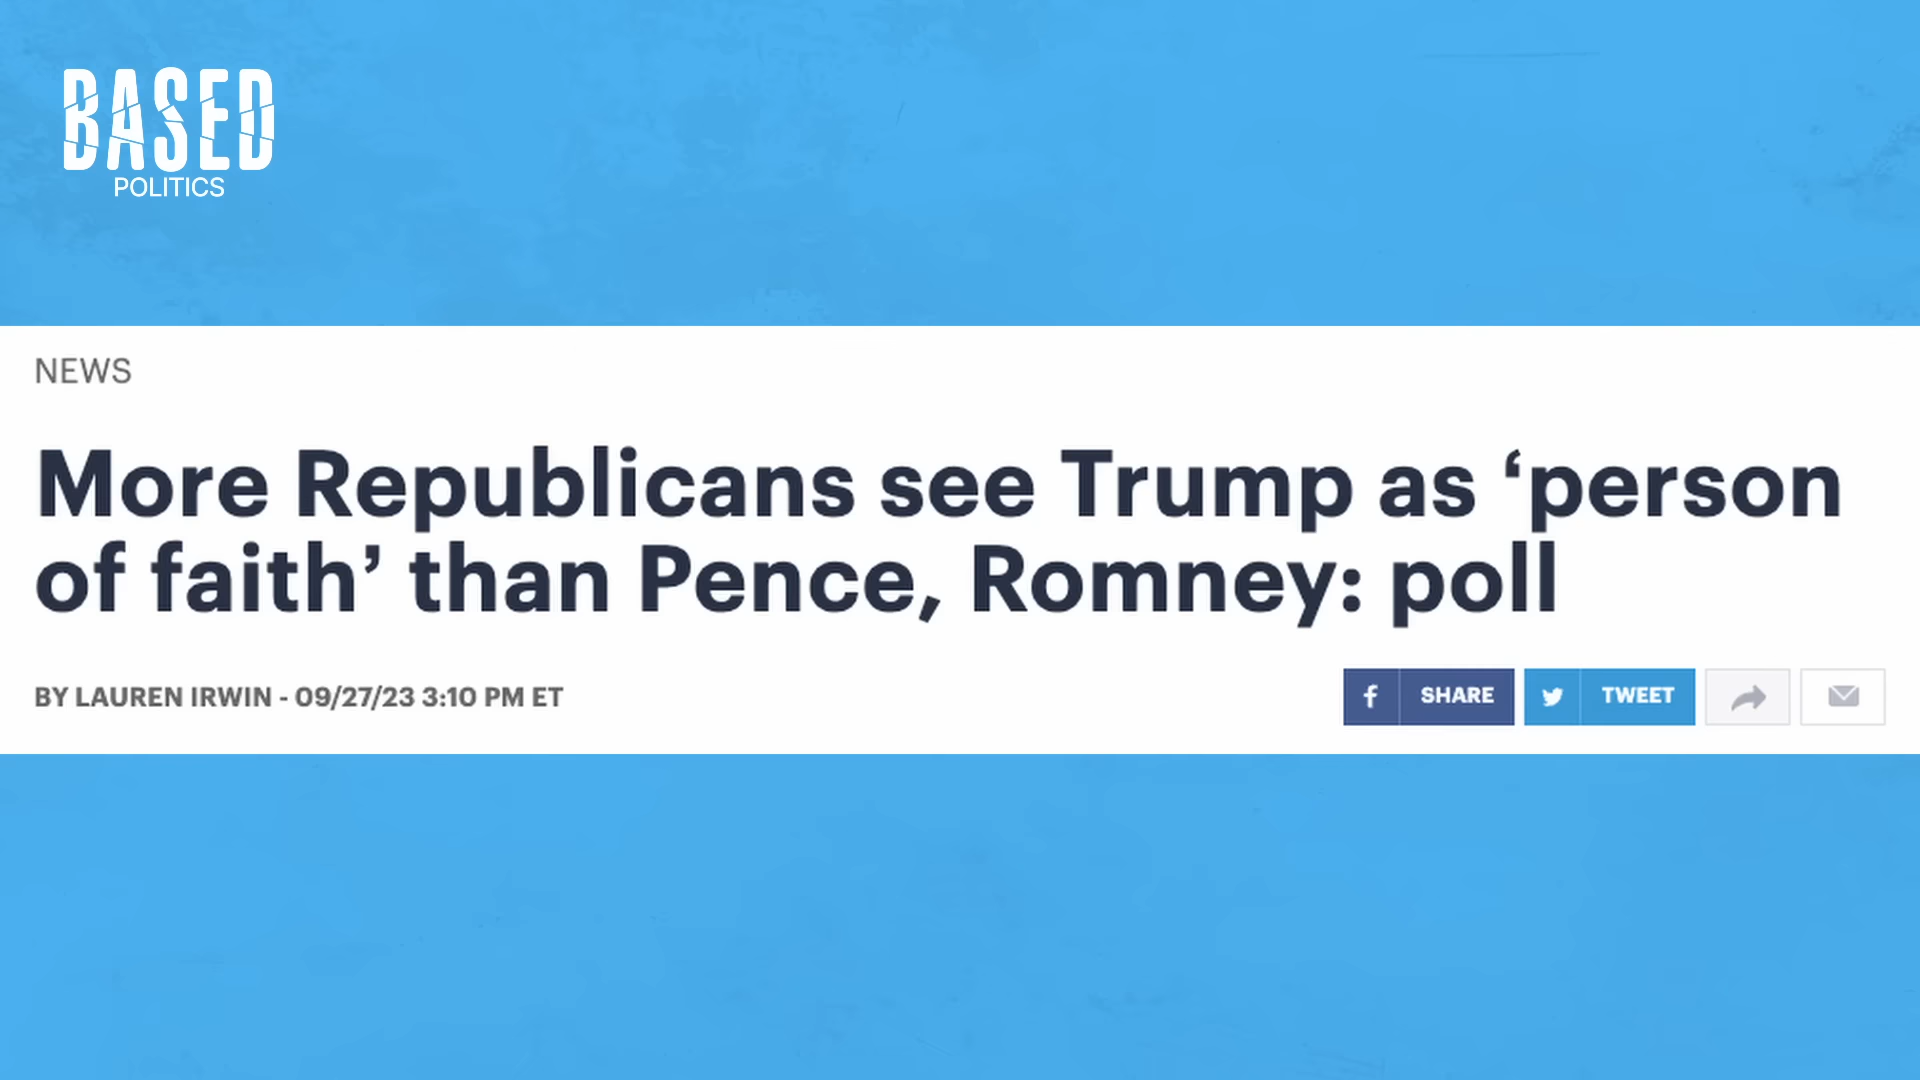 BASED
POLITICS
NEWS
More Republicans see Trump as ‘person
of faith’ than Pence, Romney: poll
BY LAUREN IRWIN - 09/27/23 3:10 PM ET
f SHARE
TWEET